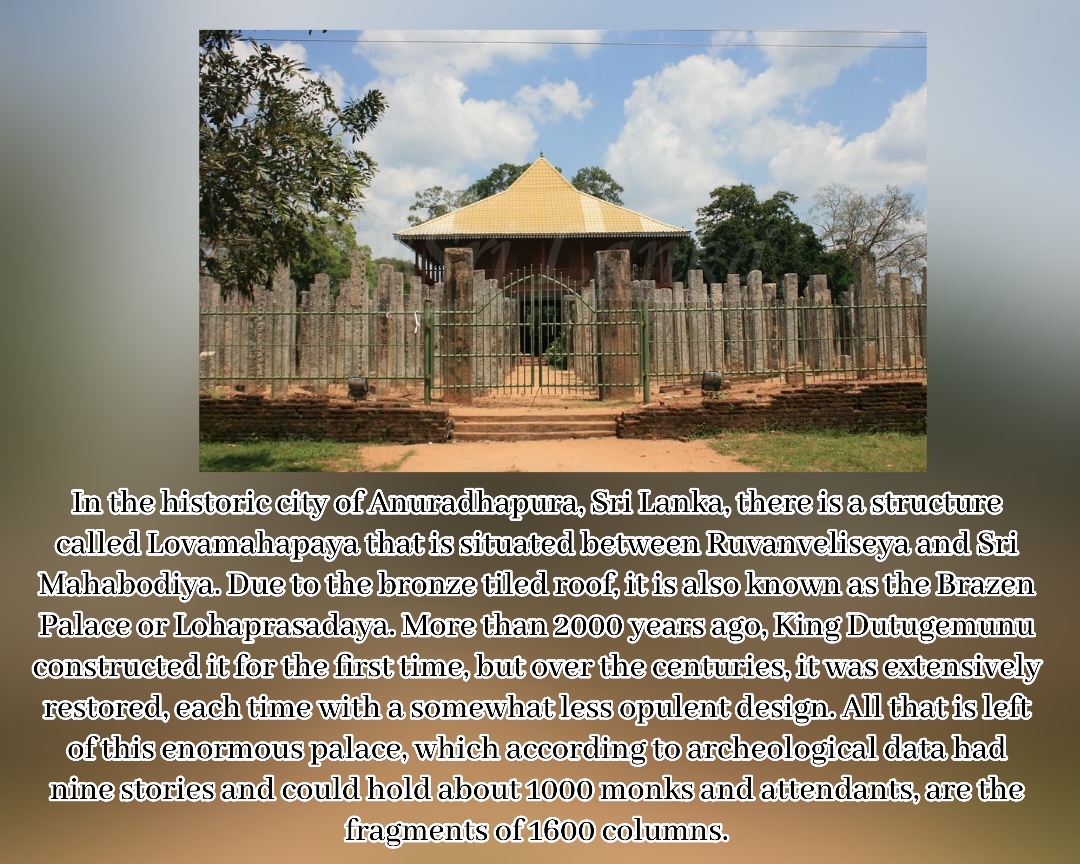 Sri Lanka
In the historic city of Anuradhapura, Sri Lanka, there is a structure
called Lovamahapaya that is situated between Ruvanveliseya and Sri
Mahabodiya. Due to the bronze tiled roof, it is also known as the Brazen
Palace or Lohaprasadaya. More than 2000 years ago, King Dutugemunu
constructed it for the first time, but over the centuries, it was extensively
restored, each time with a somewhat less opulent design. All that is left
of this enormous palace, which according to archeological data had
nine stories and could hold about 1000 monks and attendants, are the
fragments of 1600 columns.